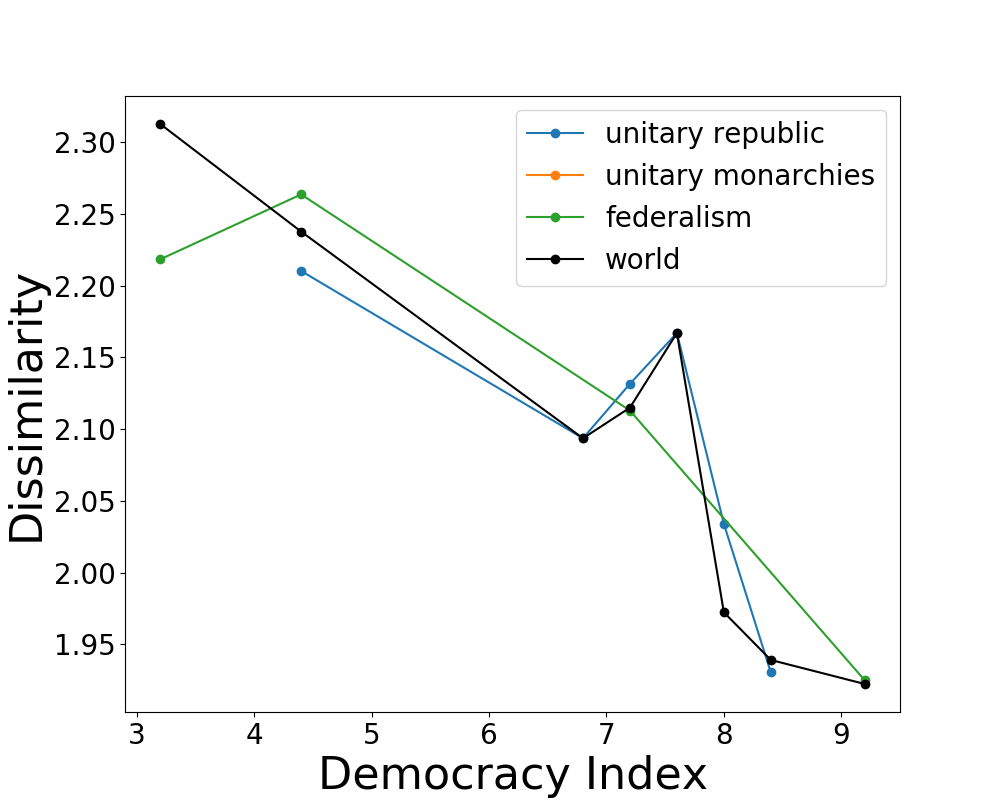 unitary republic
unitary monarchies
federalism
world
Dissimilarity
2.30
2.25
2.20
2.15
2.10
2.05
2.00
1.95
3 4 5 6 7 8 9
Democracy Index